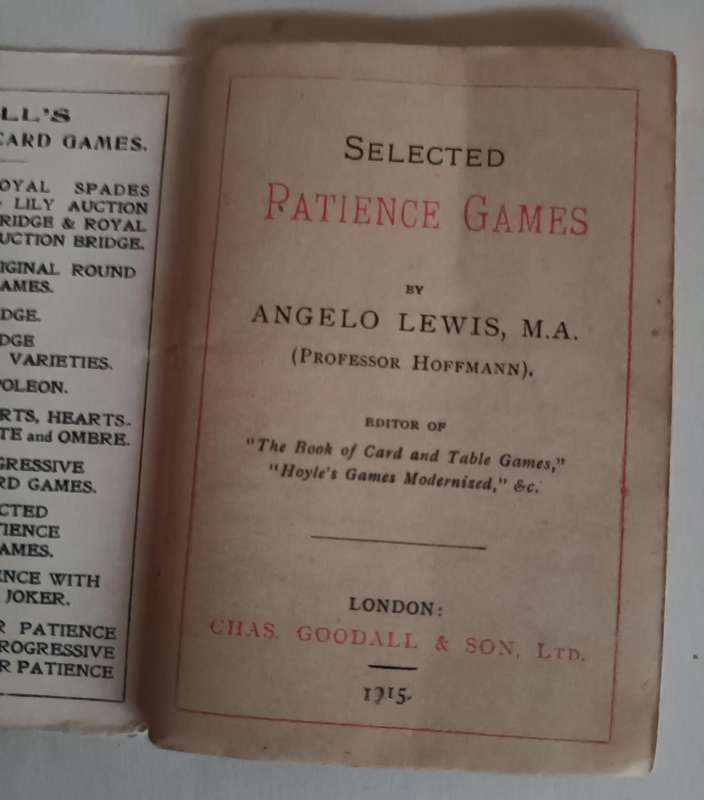 LL'S
CARD GAMES.
OYAL SPADES
LILY AUCTION
RIDGE & ROYAL
UCTION BRIDGE.
IGINAL ROUND
AMES.
DGE.
DGE
VARIETIES.
POLEON.
RTS, HEARTS-
TE and OMBRE.
GRESSIVE
RD GAMES.
CTED
TIENCE
AMES.
ENCE WITH
JOKER.
R PATIENCE
ROGRESSIVE
R PATIENCE
SELECTED
PATIENCE GAMES
BY
ANGELO LEWIS, M.A.
(PROFESSOR HOFFMANN).
EDITOR OF
"The Book of Card and Table Games,"
"Hoyle's Games Modernized," &c.
LONDON:
CHAS. GOODALL & SON, LTD.
1915.